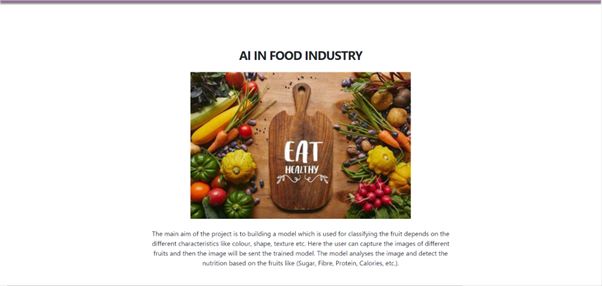 AI IN FOOD INDUSTRY
EAT
HEALTHY
The main aim of the project is to building a model which is used for classifying the fruit depends on the
different characteristics like colour, shape, texture etc. Here the user can capture the images of different
fruits and then the image will be sent the trained model. The model analyses the image and detect the
nutrition based on the fruits like (Sugar, Fibre, Protein, Calories, etc.).